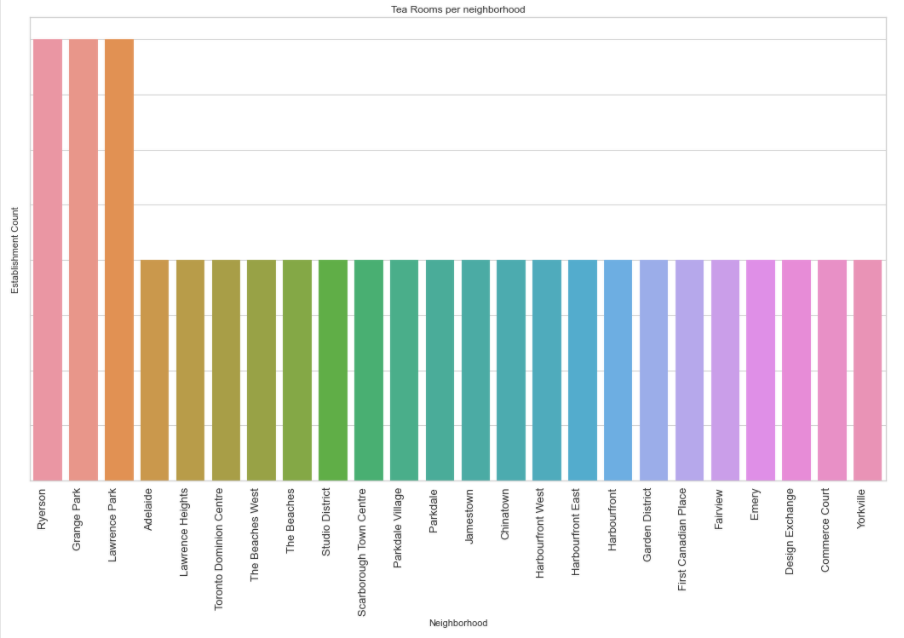 Tea Rooms per neighborhood
Establishment Count
Ryerson
Grange Park
Lawrence Park
Adelaide
Lawrence Heights
Toronto Dominion Centre
The Beaches West
The Beaches
Studio District
Scarborough Town Centre
Parkdale Village
Parkdale
Jamestown
Chinatown
Harbourfront West
Harbourfront East
Harbourfront
Garden District
First Canadian Place
Fairview
Emery
Design Exchange
Commerce Court
Yorkville
Neighborhood